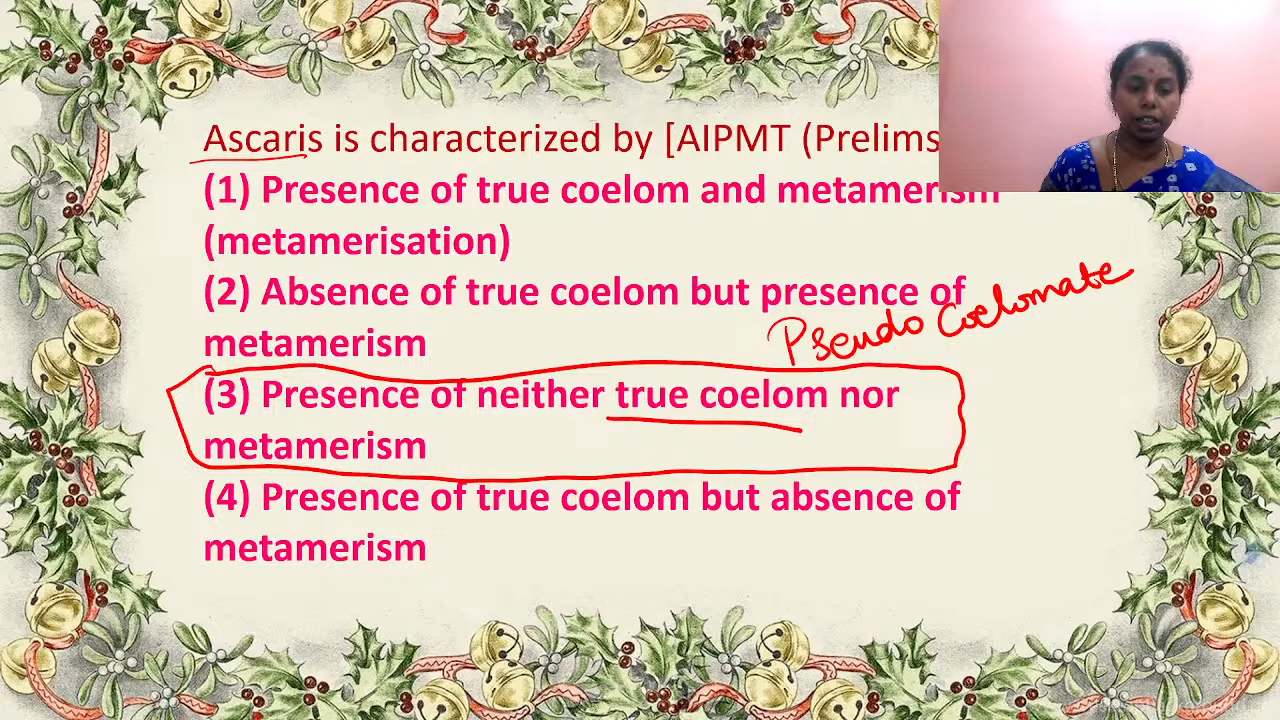 Ascaris is characterized by [AIPMT (Prelims
(1) Presence of true coelom and metamerism
(metamerisation)
(2) Absence of true coelom but presence of
metamerism
Pseudo Coelomate
(3) Presence of neither true coelom nor
metamerism
(4) Presence of true coelom but absence of
metamerism